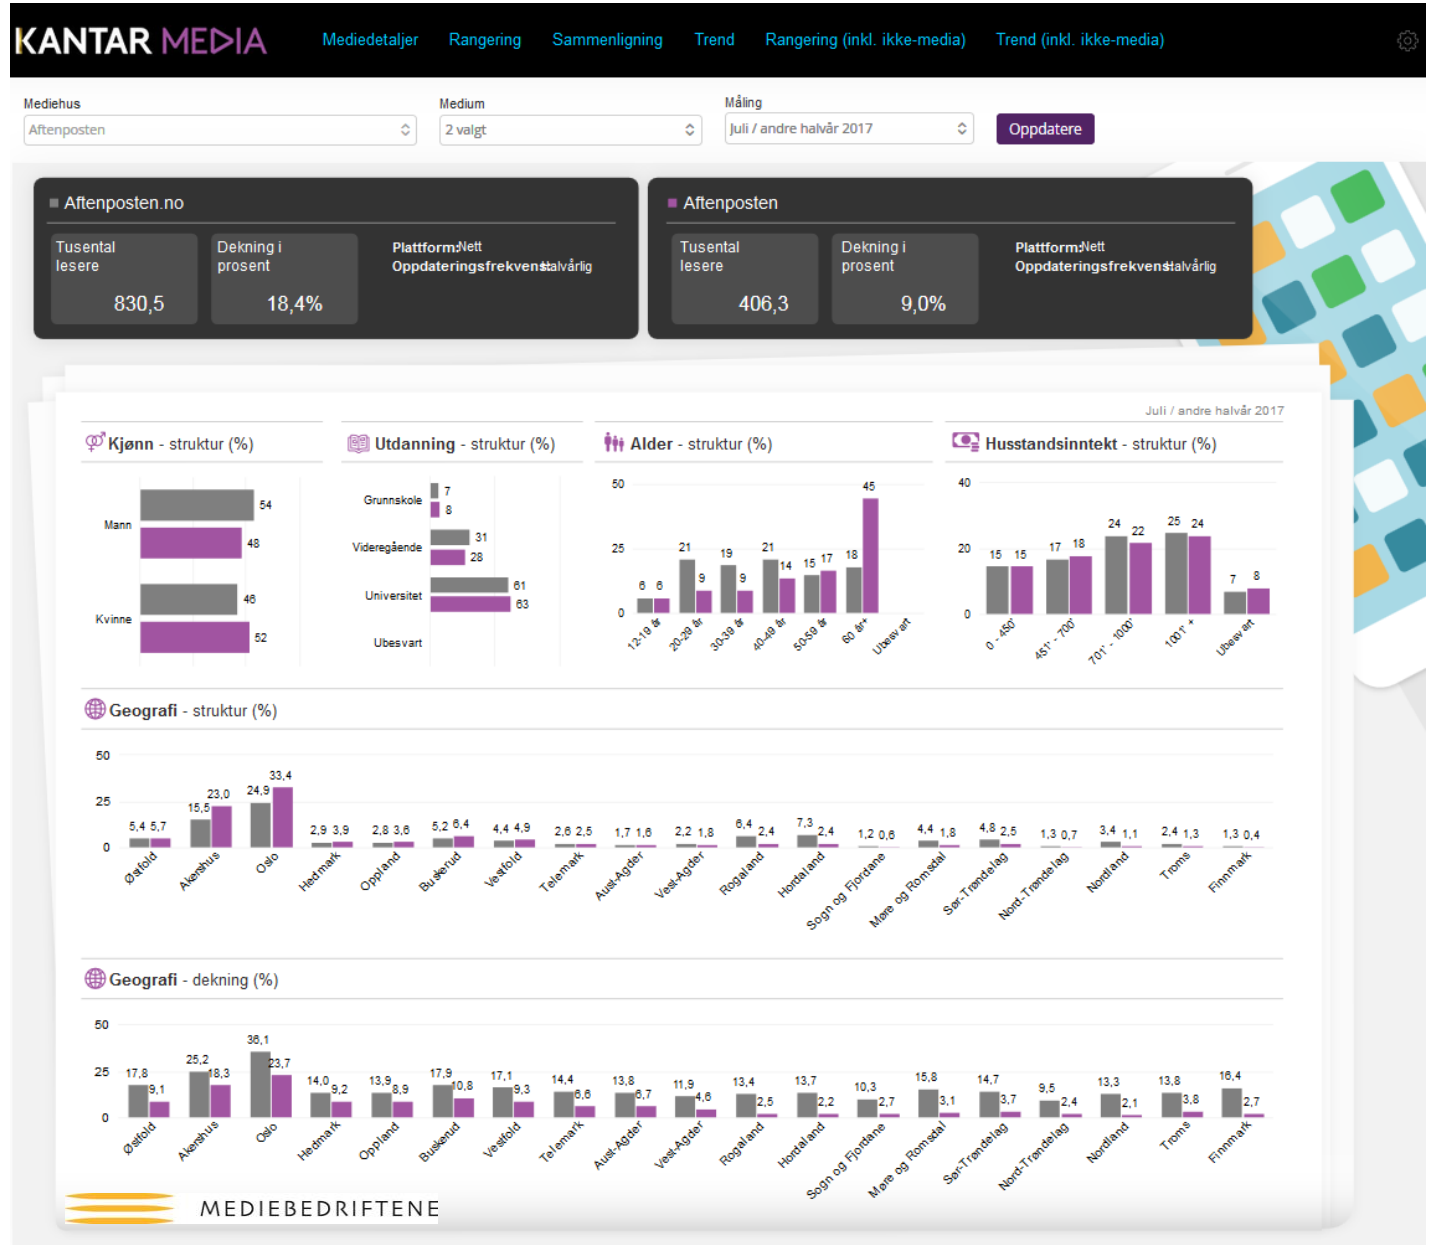 KANTAR MEDIA
Mediedetaljer Rangering Sammenligning Trend Rangering (inkl. ikke-media) Trend (inkl. ikke-media)
Mediehus Medium Måling
Aftenposten 2 valgt Juli / andre halvår 2017 Oppdatere
Aftenposten.no
Tusental lesere
830,5
Dekning i prosent
18,4%
Plattform: Nett
Oppdateringsfrekvens: Halvårlig
Aftenposten
Tusental lesere
406,3
Dekning i prosent
9,0%
Plattform: Nett
Oppdateringsfrekvens: Halvårlig
Juli / andre halvår 2017
Kjønn - struktur (%)
Mann 54 48
Kvinne 46 52
Utdanning - struktur (%)
Grunnskole 7 8
Videregående 31 28
Universitet 61 63
Ubesvart
Alder - struktur (%)
50
25
0
6 6 21 9 19 9 21 14 15 17 18 45
12-19 år 20-29 år 30-39 år 40-49 år 50-59 år 60 år+ Ubesvart
Husstandsinntekt - struktur (%)
40
20
0
15 15 17 18 24 22 25 24 7 8
0 - 450' 451' - 700' 701' - 1000' 1001' + Ubesvart
Geografi - struktur (%)
50
25
0
5,4 5,7 15,5 23,0 24,9 33,4 2,9 3,9 2,8 3,6 5,2 6,4 4,4 4,9 2,6 2,5 1,7 1,6 2,2 1,8 6,4 2,4 7,3 2,4 1,2 0,6 4,4 1,8 4,8 2,5 1,3 0,7 3,4 1,1 2,4 1,3 1,3 0,4
Østfold Akershus Oslo Hedmark Oppland Buskerud Vestfold Telemark Aust-Agder Vest-Agder Rogaland Hordaland Sogn og Fjordane Møre og Romsdal Sør-Trøndelag Nord-Trøndelag Nordland Troms Finnmark
Geografi - dekning (%)
50
25
0
17,8 9,1 25,2 18,3 36,1 23,7 14,0 9,2 13,9 8,9 17,9 10,8 17,1 9,3 14,4 6,6 13,8 6,7 11,9 4,6 13,4 2,5 13,7 2,2 10,3 2,7 15,8 3,1 14,7 3,7 9,5 2,4 13,3 2,1 13,8 3,8 16,4 2,7
Østfold Akershus Oslo Hedmark Oppland Buskerud Vestfold Telemark Aust-Agder Vest-Agder Rogaland Hordaland Sogn og Fjordane Møre og Romsdal Sør-Trøndelag Nord-Trøndelag Nordland Troms Finnmark
MEDIEBEDRIFTENE